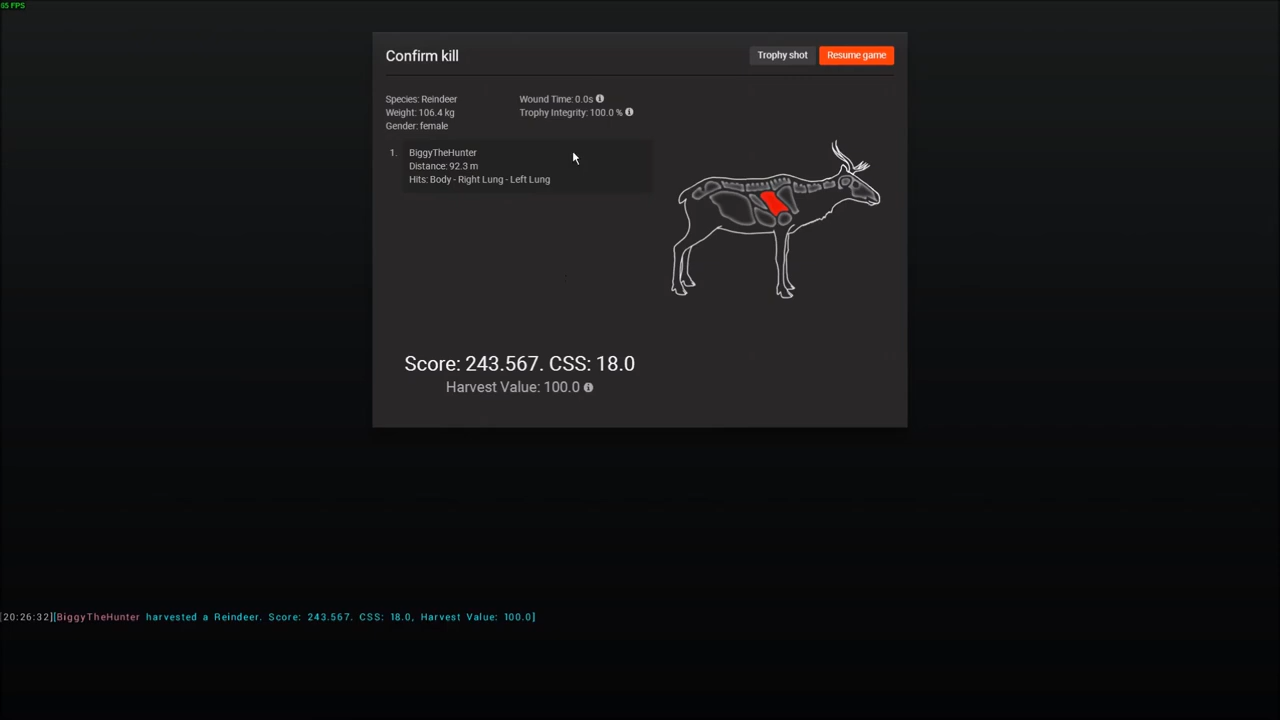 65 FPS
Confirm kill
Trophy shot
Resume game
Species: Reindeer
Weight: 106.4 kg
Gender: female
Wound Time: 0.0s
Trophy Integrity: 100.0 %
1.
BiggyTheHunter
Distance: 92.3 m
Hits: Body - Right Lung - Left Lung
Score: 243.567. CSS: 18.0
Harvest Value: 100.0
[20:26:32][BiggyTheHunter harvested a Reindeer. Score: 243.567. CSS: 18.0, Harvest Value: 100.0]